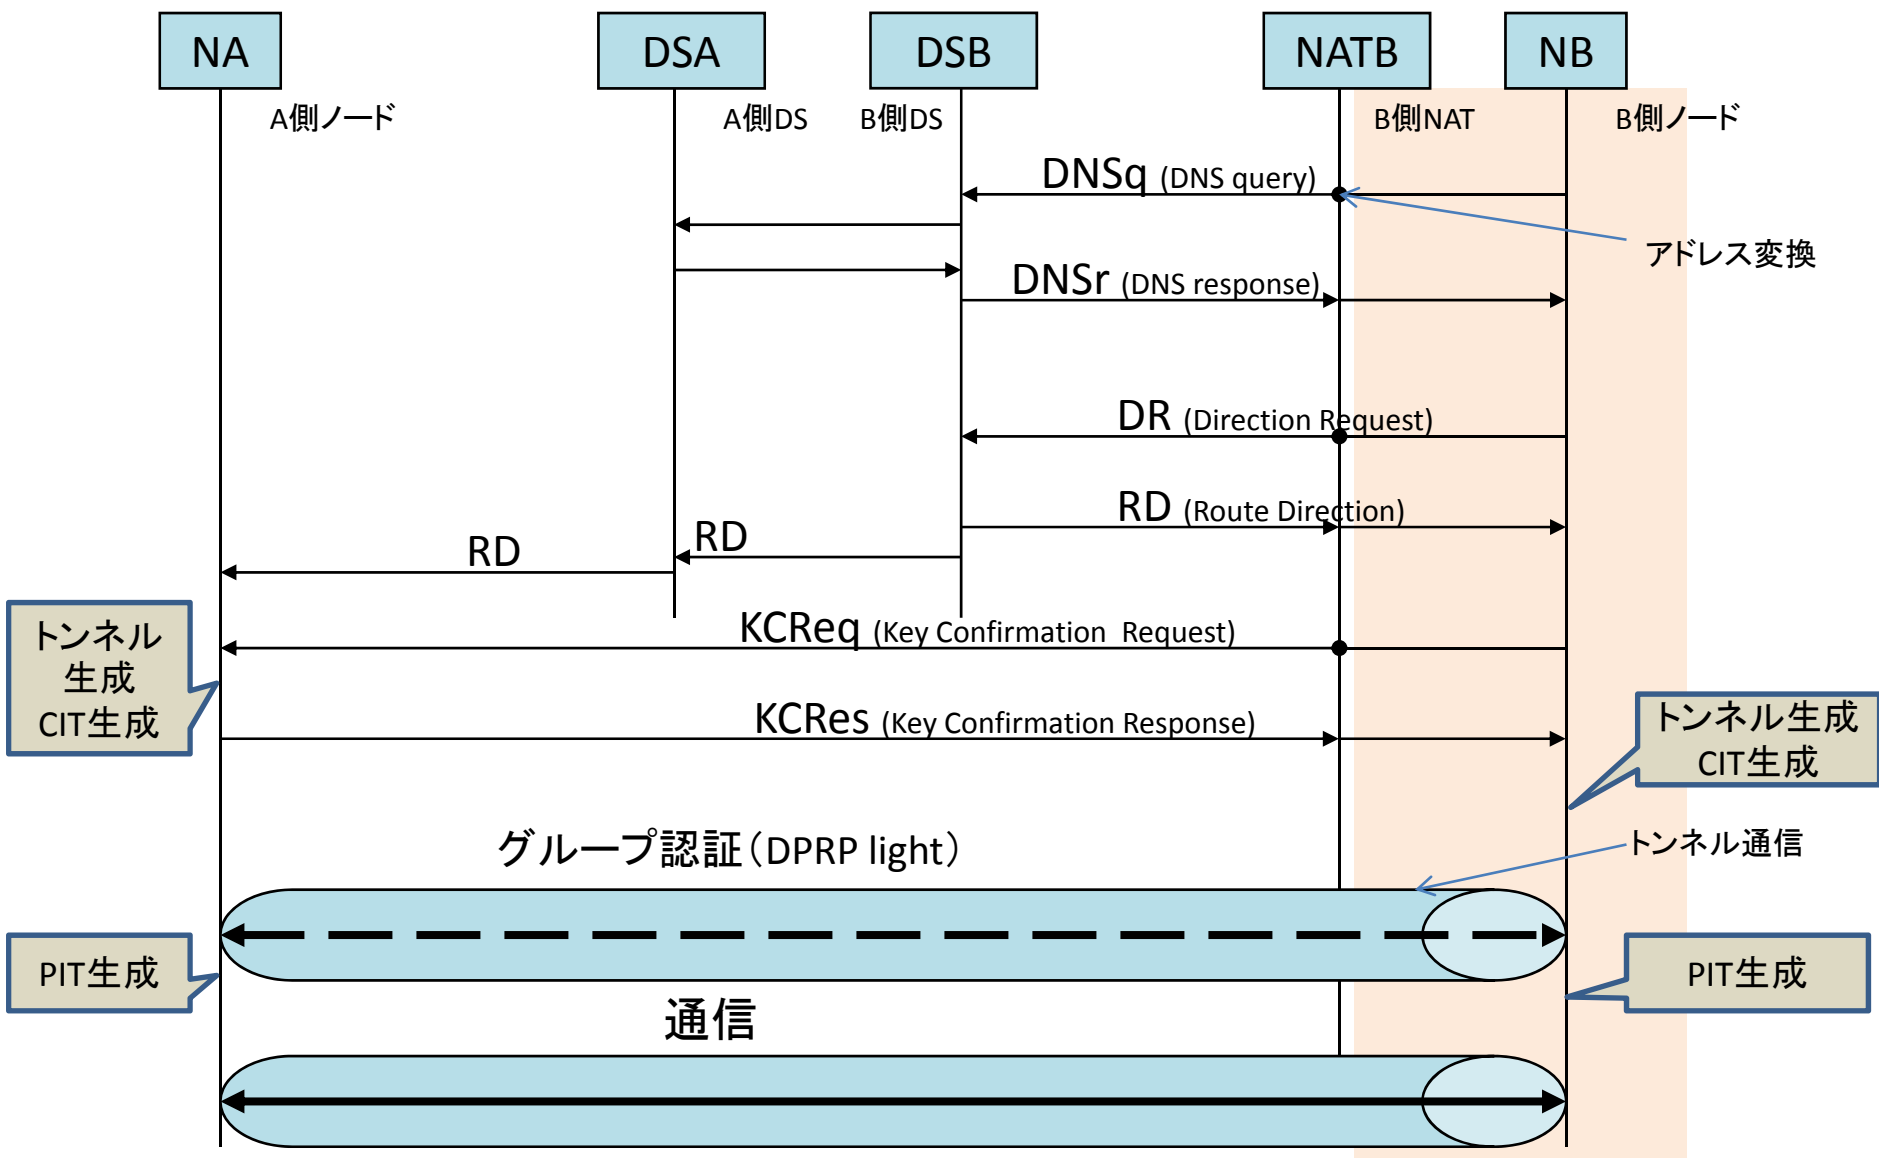 NA
DSA
DSB
NATB
NB
A側ノード
A側DS
B側DS
B側NAT
B側ノード
DNSq (DNS query)
アドレス変換
DNSr (DNS response)
DR (Direction Request)
RD (Route Direction)
RD
RD
KCReq (Key Confirmation Request)
トンネル
生成
CIT生成
KCRes (Key Confirmation Response)
トンネル生成
CIT生成
グループ認証（DPRP light）
トンネル通信
PIT生成
PIT生成
通信